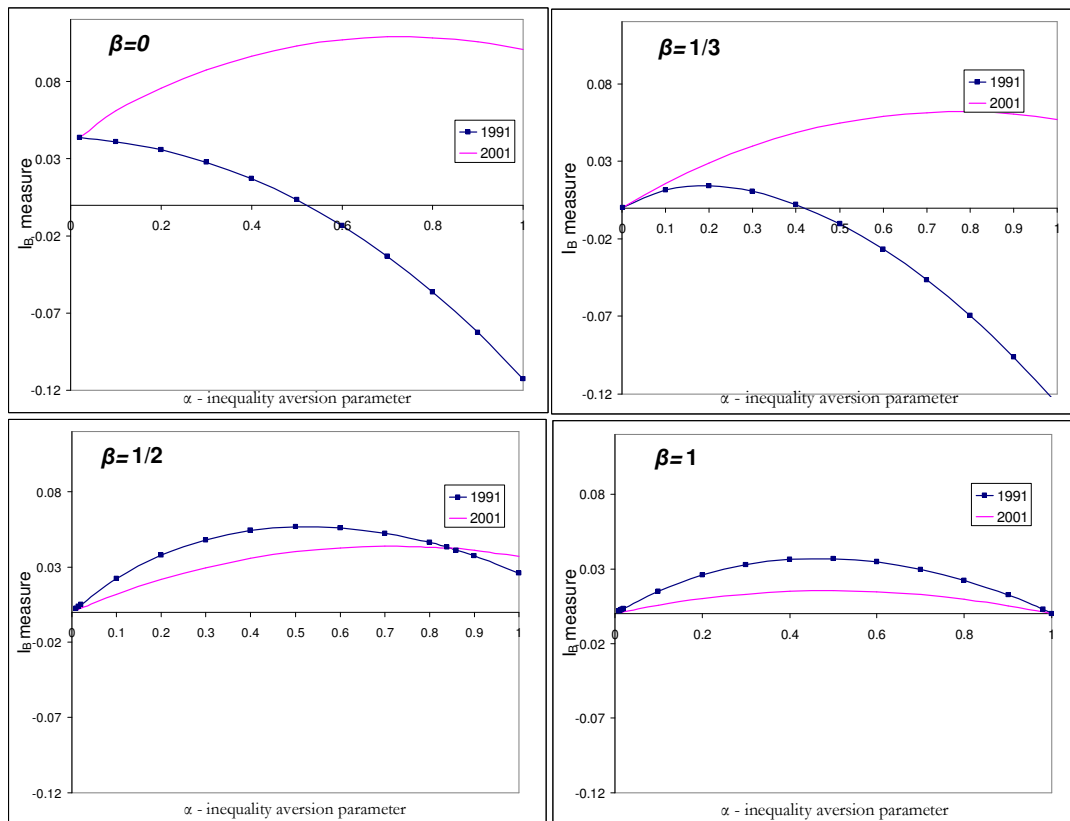 β=0
0.08
0.03
-0.02
-0.07
-0.12
0 0.2 0.4 0.6 0.8 1
I_B measure
1991
2001
α - inequality aversion parameter
β= 1/3
0.08
0.03
-0.02
-0.07
-0.12
0 0.1 0.2 0.3 0.4 0.5 0.6 0.7 0.8 0.9 1
I_B measure
1991
2001
α - inequality aversion parameter
β= 1/2
0.08
0.03
-0.02
-0.07
-0.12
0 0.1 0.2 0.3 0.4 0.5 0.6 0.7 0.8 0.9 1
I_B measure
1991
2001
α - inequality aversion parameter
β= 1
0.08
0.03
-0.02
-0.07
-0.12
0 0.2 0.4 0.6 0.8 1
I_B measure
1991
2001
α - inequality aversion parameter